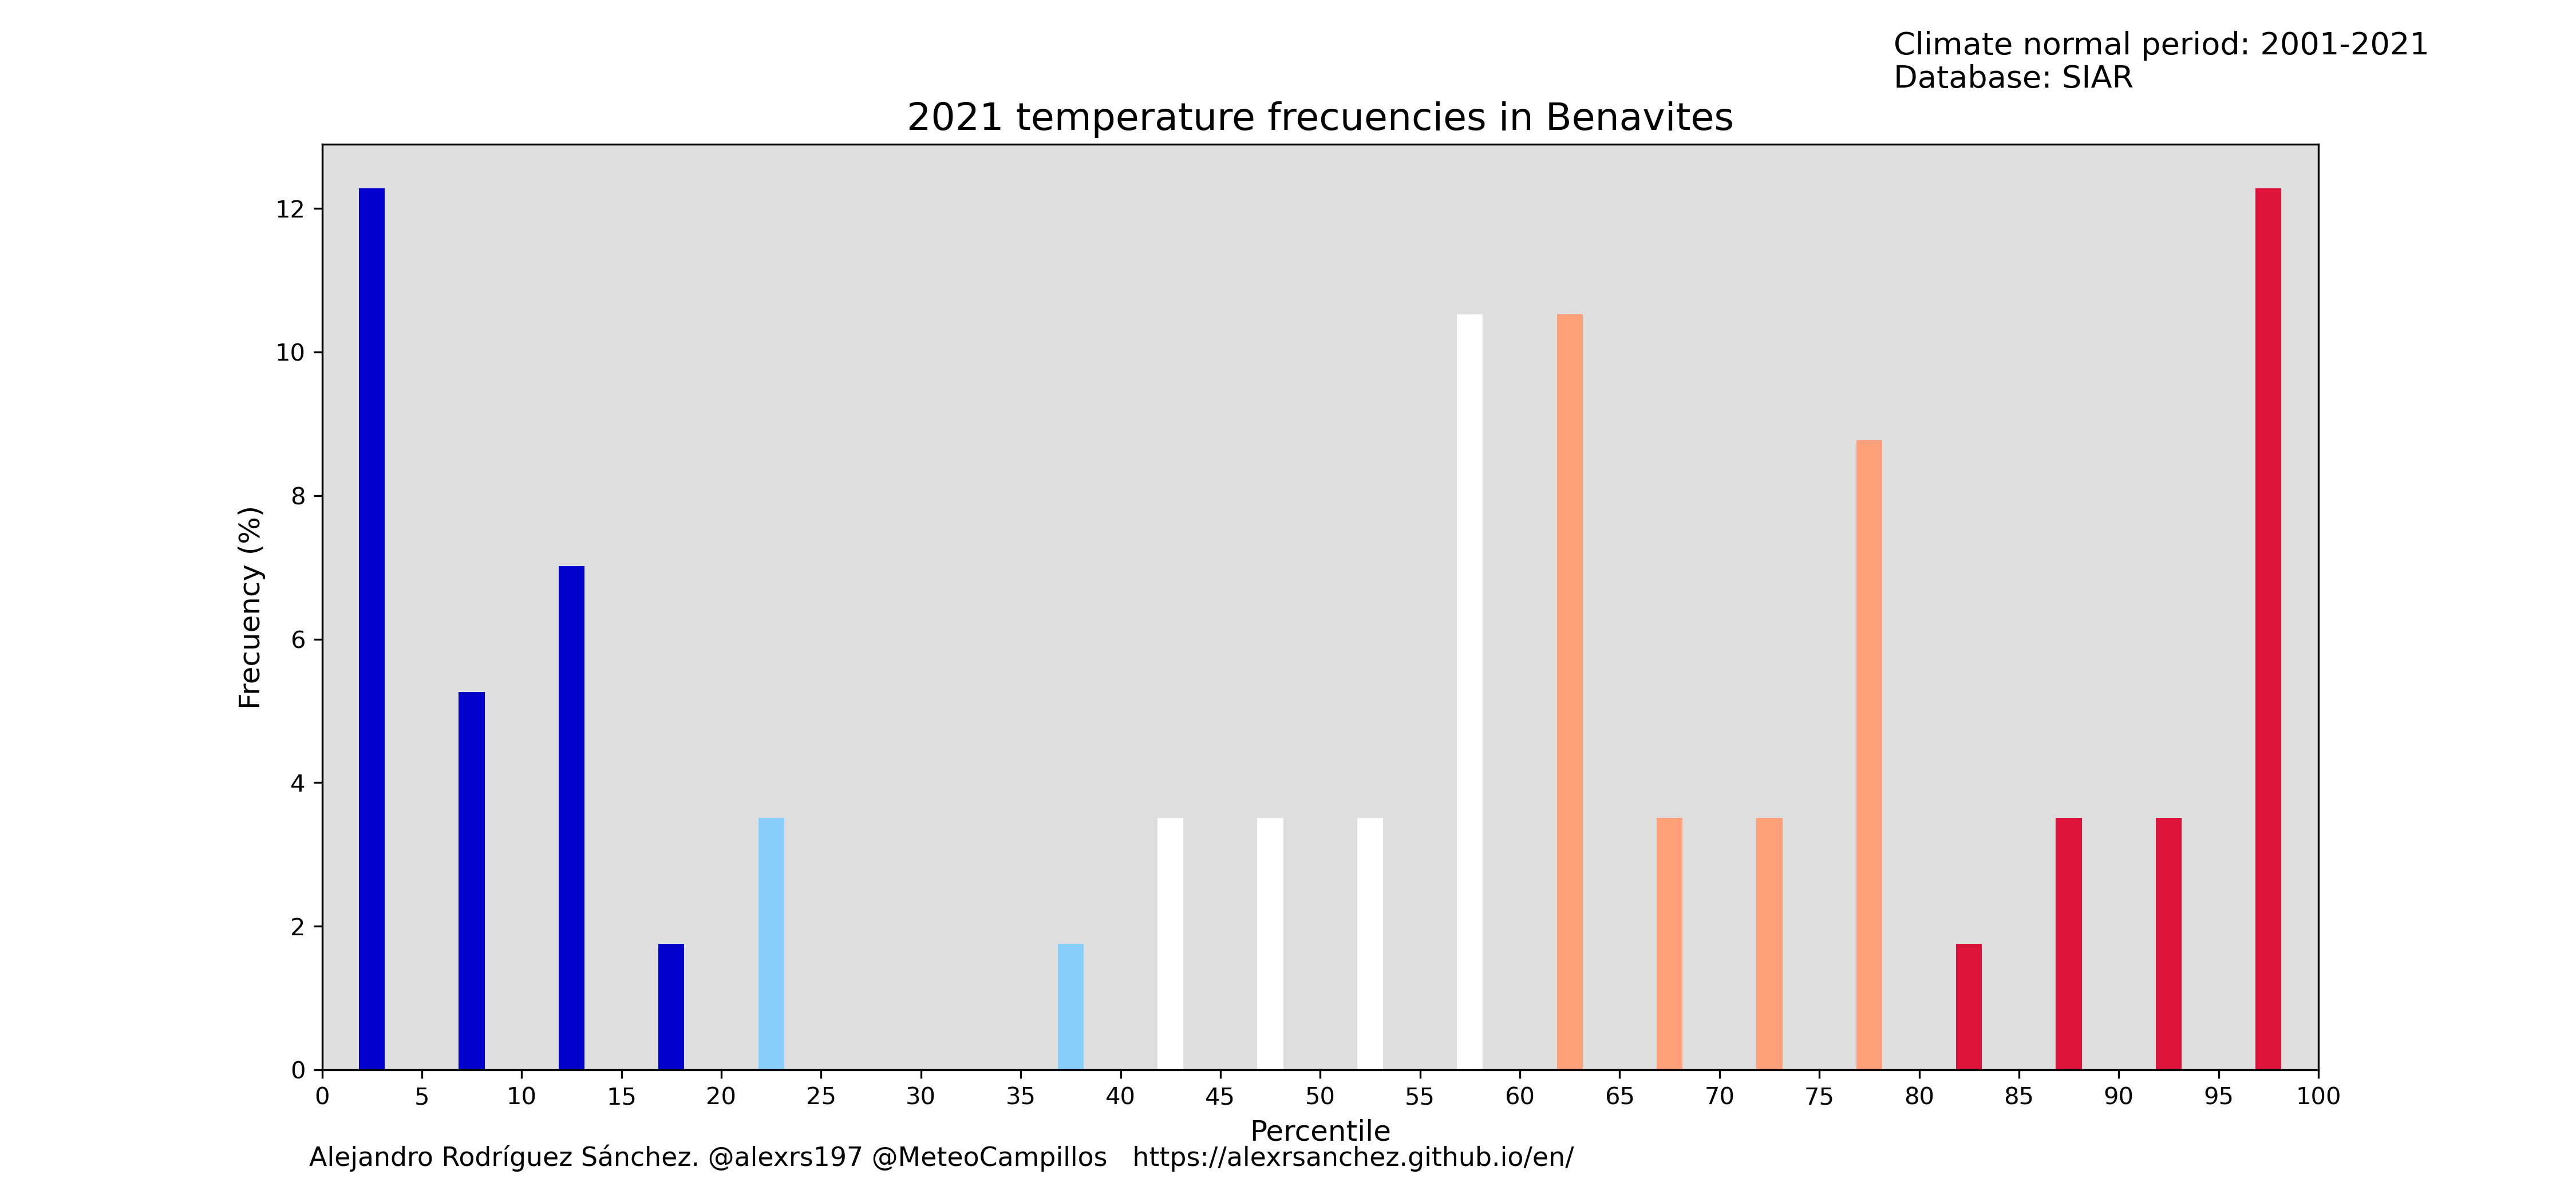 Climate normal period: 2001-2021
Database: SIAR
2021 temperature frecuencies in Benavites
Frecuency (%)
12
10
8
6
4
2
0
0 5 10 15 20 25 30 35 40 45 50 55 60 65 70 75 80 85 90 95 100
Percentile
Alejandro Rodríguez Sánchez. @alexrs197 @MeteoCampillos   https://alexrsanchez.github.io/en/